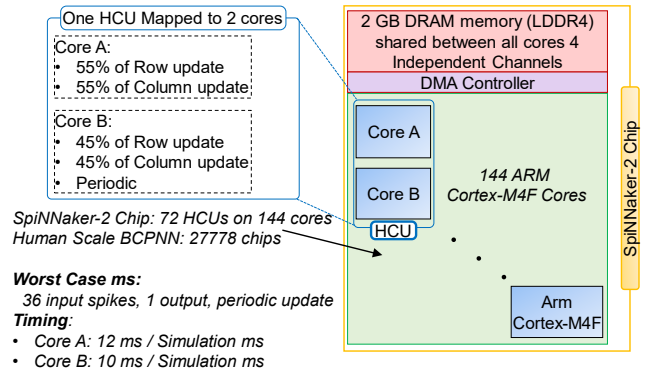 One HCU Mapped to 2 cores
Core A:
• 55% of Row update
• 55% of Column update
Core B:
• 45% of Row update
• 45% of Column update
• Periodic
2 GB DRAM memory (LDDR4)
shared between all cores 4
Independent Channels
DMA Controller
Core A
Core B
HCU
144 ARM
Cortex-M4F Cores
Arm
Cortex-M4F
SpiNNaker-2 Chip
SpiNNaker-2 Chip: 72 HCUs on 144 cores
Human Scale BCPNN: 27778 chips
Worst Case ms:
36 input spikes, 1 output, periodic update
Timing:
• Core A: 12 ms / Simulation ms
• Core B: 10 ms / Simulation ms